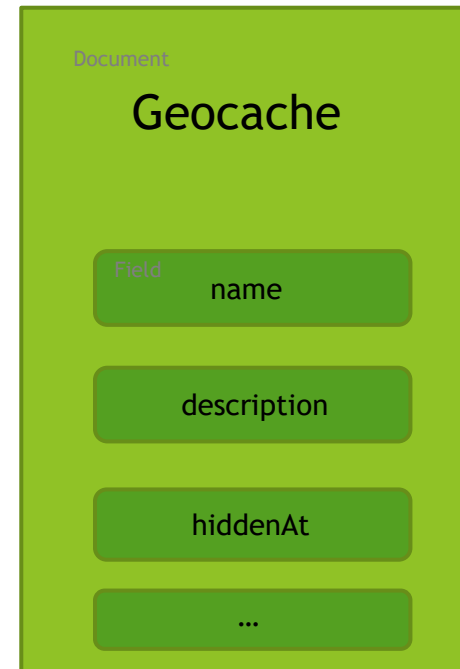 Document
Geocache
Field
name
description
hiddenAt
...